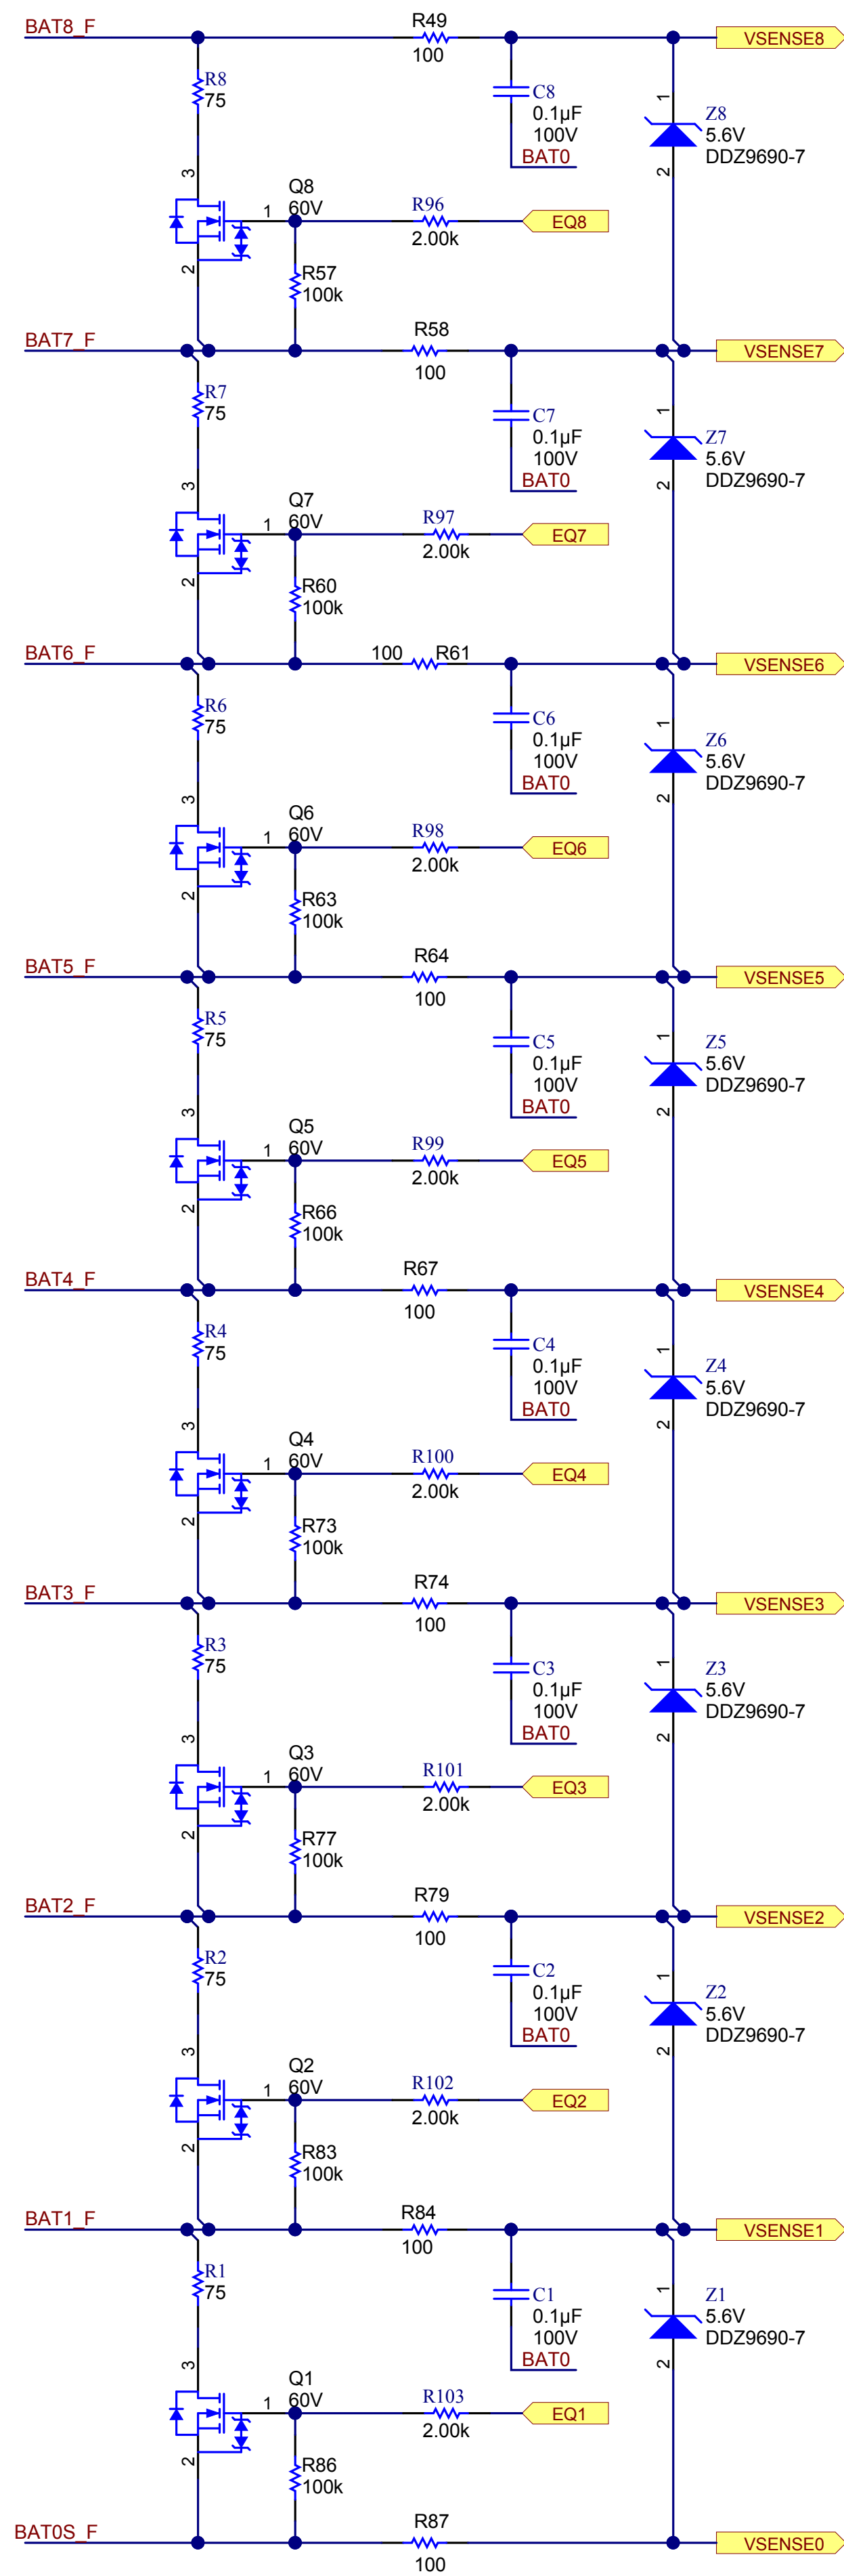 BAT8_F
R49
VSENSE8
100
R8
75
C8
0.1µF
100V
BAT0
1
Z8
5.6V
DDZ9690-7
2
3
Q8
60V
1
R96
2.00k
EQ8
2
R57
100k
BAT7_F
R58
VSENSE7
100
R7
75
C7
0.1µF
100V
BAT0
1
Z7
5.6V
DDZ9690-7
2
3
Q7
60V
1
R97
2.00k
EQ7
2
R60
100k
BAT6_F
100
R61
VSENSE6
R6
75
C6
0.1µF
100V
BAT0
1
Z6
5.6V
DDZ9690-7
2
3
Q6
60V
1
R98
2.00k
EQ6
2
R63
100k
BAT5_F
R64
VSENSE5
100
R5
75
C5
0.1µF
100V
BAT0
1
Z5
5.6V
DDZ9690-7
2
3
Q5
60V
1
R99
2.00k
EQ5
2
R66
100k
BAT4_F
R67
VSENSE4
100
R4
75
C4
0.1µF
100V
BAT0
1
Z4
5.6V
DDZ9690-7
2
3
Q4
60V
1
R100
2.00k
EQ4
2
R73
100k
BAT3_F
R74
VSENSE3
100
R3
75
C3
0.1µF
100V
BAT0
1
Z3
5.6V
DDZ9690-7
2
3
Q3
60V
1
R101
2.00k
EQ3
2
R77
100k
BAT2_F
R79
VSENSE2
100
R2
75
C2
0.1µF
100V
BAT0
1
Z2
5.6V
DDZ9690-7
2
3
Q2
60V
1
R102
2.00k
EQ2
2
R83
100k
BAT1_F
R84
VSENSE1
100
R1
75
C1
0.1µF
100V
BAT0
1
Z1
5.6V
DDZ9690-7
2
3
Q1
60V
1
R103
2.00k
EQ1
2
R86
100k
BAT0S_F
R87
VSENSE0
100